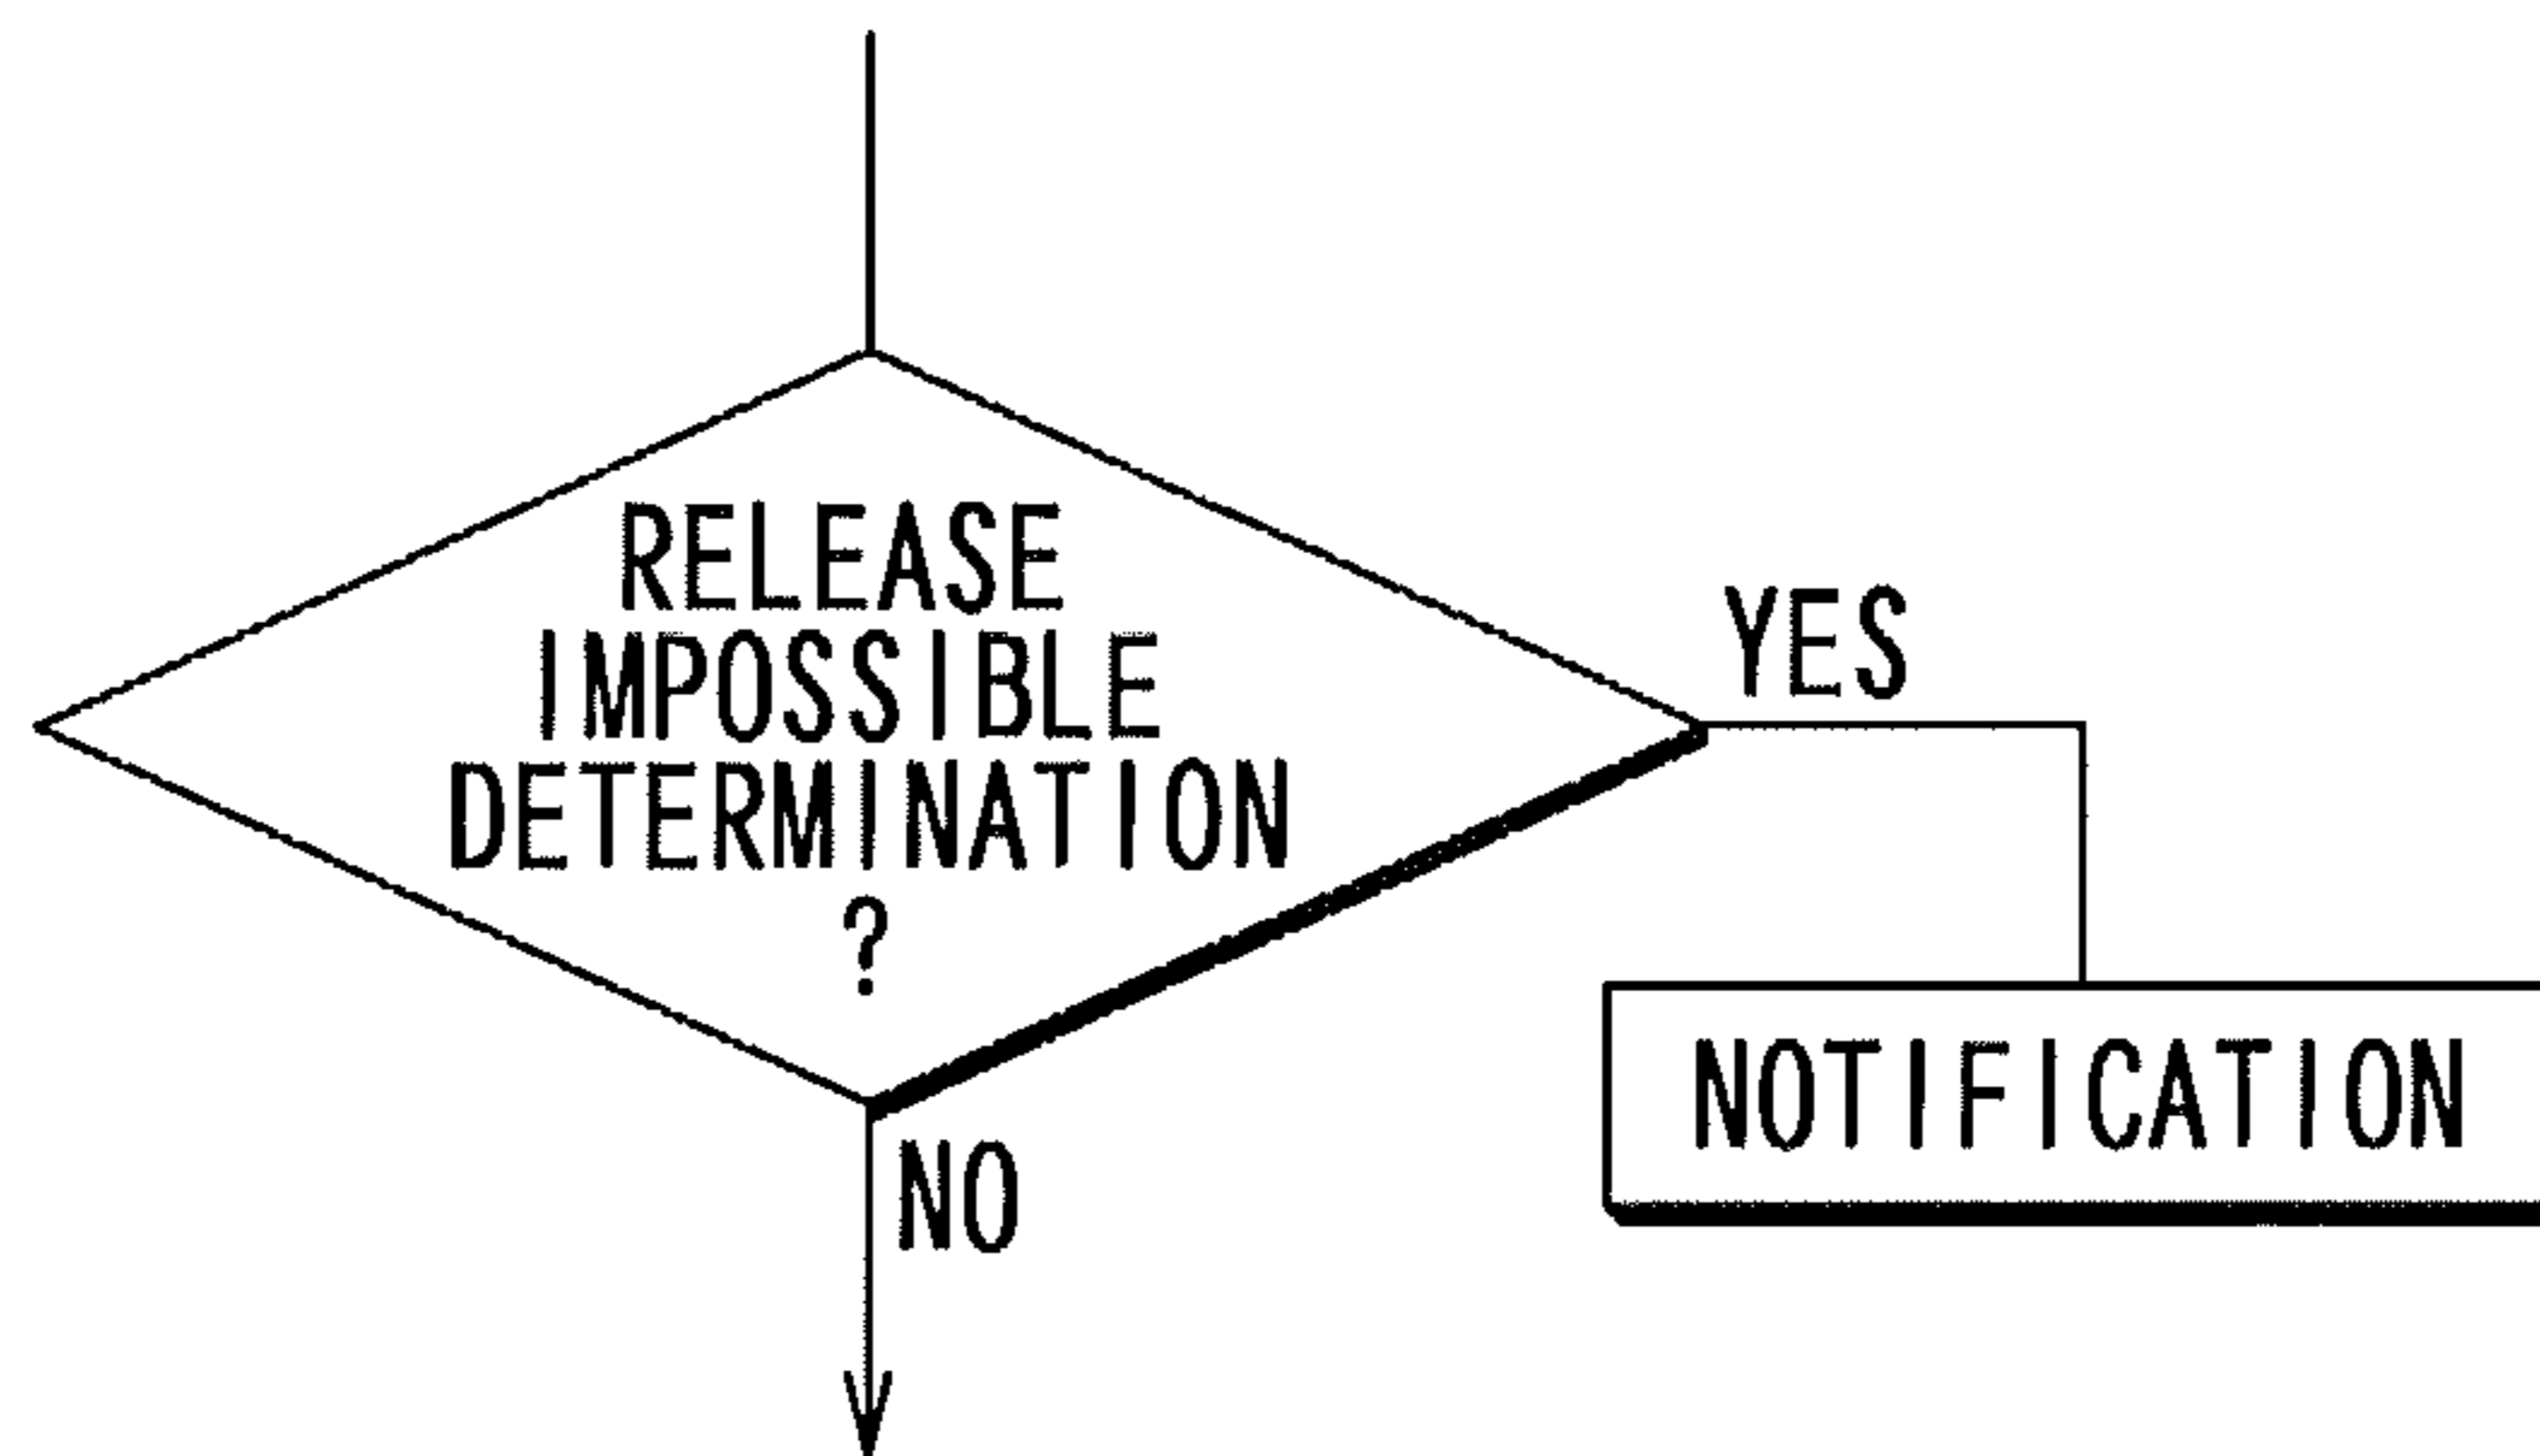 RELEASE
IMPOSSIBLE
DETERMINATION
?
YES
NOTIFICATION
NO